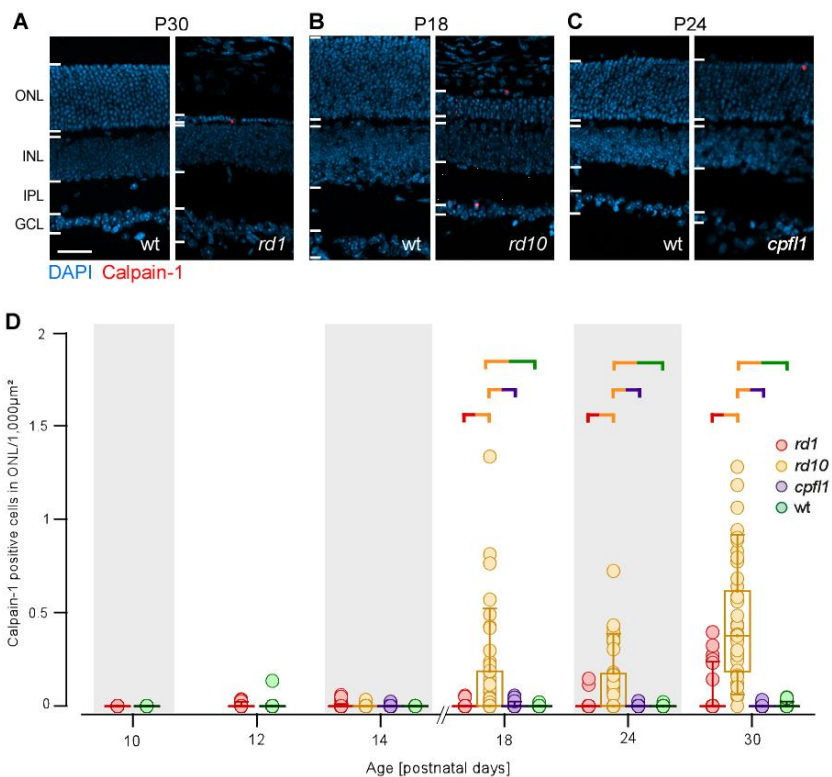 A P30 B P18 C P24
ONL
INL
IPL
GCL
wt rd1 wt rd10 wt cpfl1
DAPI Calpain-1
D
2
1.5
1
0.5
0
Calpain-1 positive cells in ONL/1,000µm²
rd1
rd10
cpfl1
wt
10 12 14 18 24 30
Age [postnatal days]